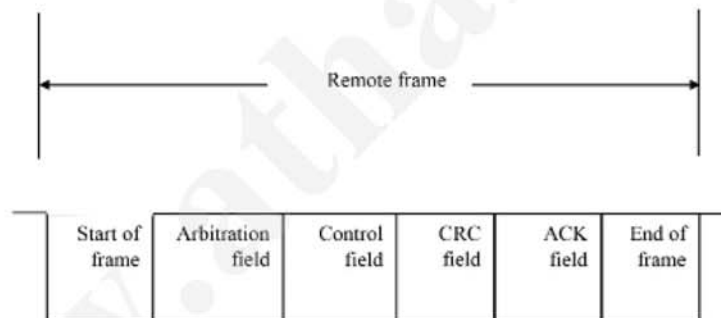 Remote frame
Start of Arbitration Control CRC ACK End of
frame field field field field frame